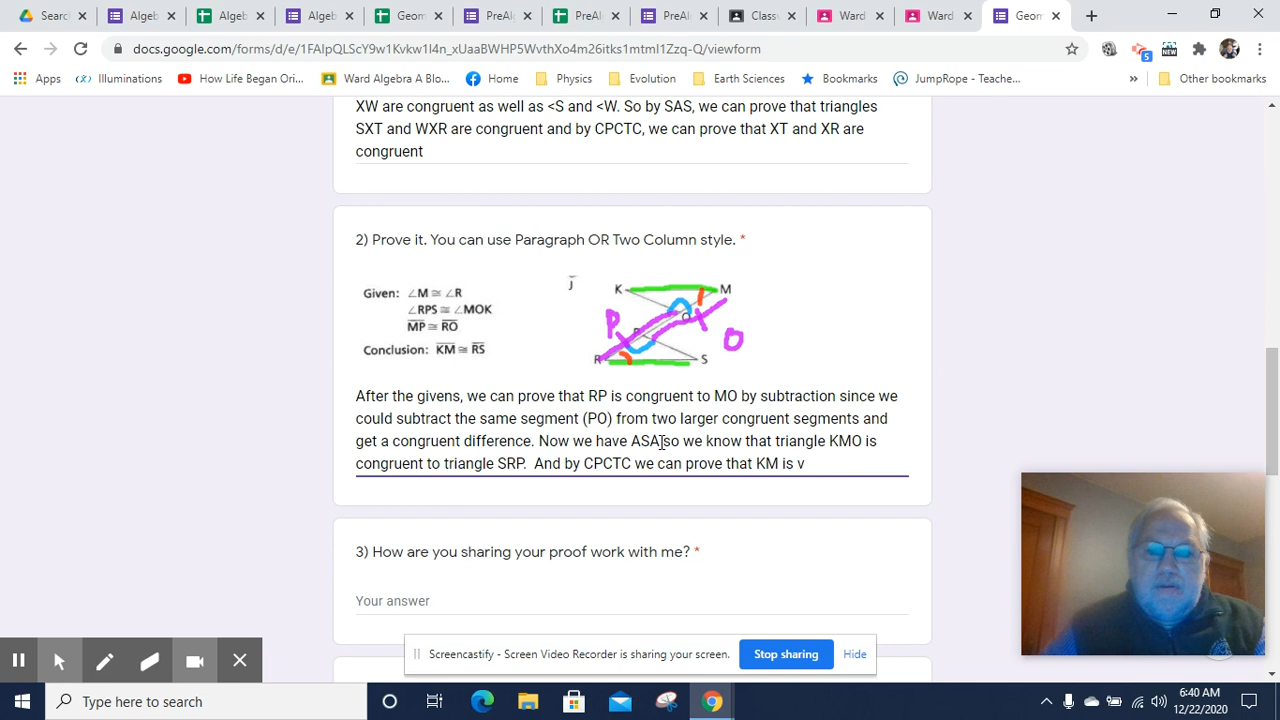 Search
Algeb
Algeb
Algeb
Geom
PreAlg
PreAlg
PreAlg
Classw
Ward
Ward
Geom
docs.google.com/forms/d/e/1FAIpQLScY9w1Kvkw1l4n_xUaaBWHP5WvthXo4m26itks1mtml1Zzq-Q/viewform
5
NEW
Apps
Illuminations
How Life Began Ori...
Ward Algebra A Blo...
Home
Physics
Evolution
Earth Sciences
Bookmarks
JumpRope - Teache...
»
Other bookmarks
XW are congruent as well as <S and <W. So by SAS, we can prove that triangles
SXT and WXR are congruent and by CPCTC, we can prove that XT and XR are
congruent
2) Prove it. You can use Paragraph OR Two Column style. *
Given: ∠M ≅ ∠R
∠RPS ≅ ∠MOK
MP ≅ RO
Conclusion: KM ≅ RS
j
K
M
P
O
O
R
S
After the givens, we can prove that RP is congruent to MO by subtraction since we
could subtract the same segment (PO) from two larger congruent segments and
get a congruent difference. Now we have ASA so we know that triangle KMO is
congruent to triangle SRP. And by CPCTC we can prove that KM is v
3) How are you sharing your proof work with me? *
Your answer
Screencastify - Screen Video Recorder is sharing your screen.
Stop sharing
Hide
Type here to search
6:40 AM
12/22/2020